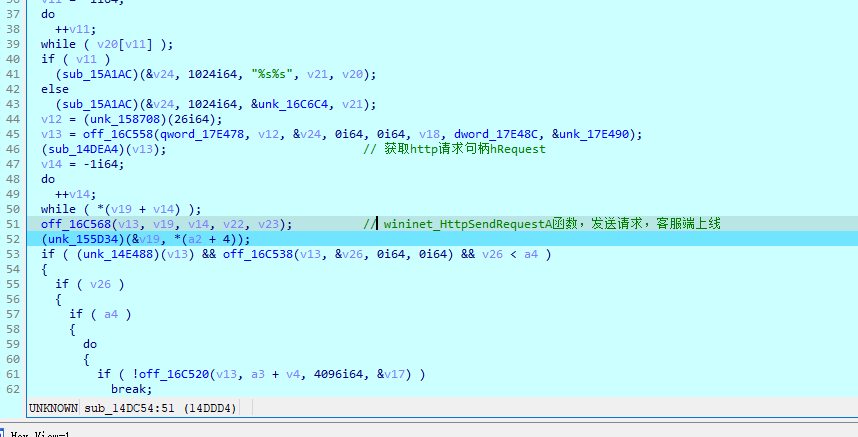 37 do
38 ++v11;
39 while ( v20[v11] );
40 if ( v11 )
41 (sub_15A1AC)(&v24, 1024i64, "%s%s", v21, v20);
42 else
43 (sub_15A1AC)(&v24, 1024i64, &unk_16C6C4, v21);
44 v12 = (unk_158708)(26i64);
45 v13 = off_16C558(qword_17E478, v12, &v24, 0i64, 0i64, v18, dword_17E48C, &unk_17E490);
46 (sub_14DEA4)(v13); // 获取http请求句柄hRequest
47 v14 = -1i64;
48 do
49 ++v14;
50 while ( *(v19 + v14) );
51 off_16C568(v13, v19, v14, v22, v23); // wininet_HttpSendRequestA函数，发送请求，客服端上线
52 (unk_155D34)(&v19, *(a2 + 4));
53 if ( (unk_14E488)(v13) && off_16C538(v13, &v26, 0i64, 0i64) && v26 < a4 )
54 {
55 if ( v26 )
56 {
57 if ( a4 )
58 {
59 do
60 {
61 if ( !off_16C520(v13, a3 + v4, 4096i64, &v17) )
62 break;
UNKNOWN sub_14DC54:51 (14DDD4)